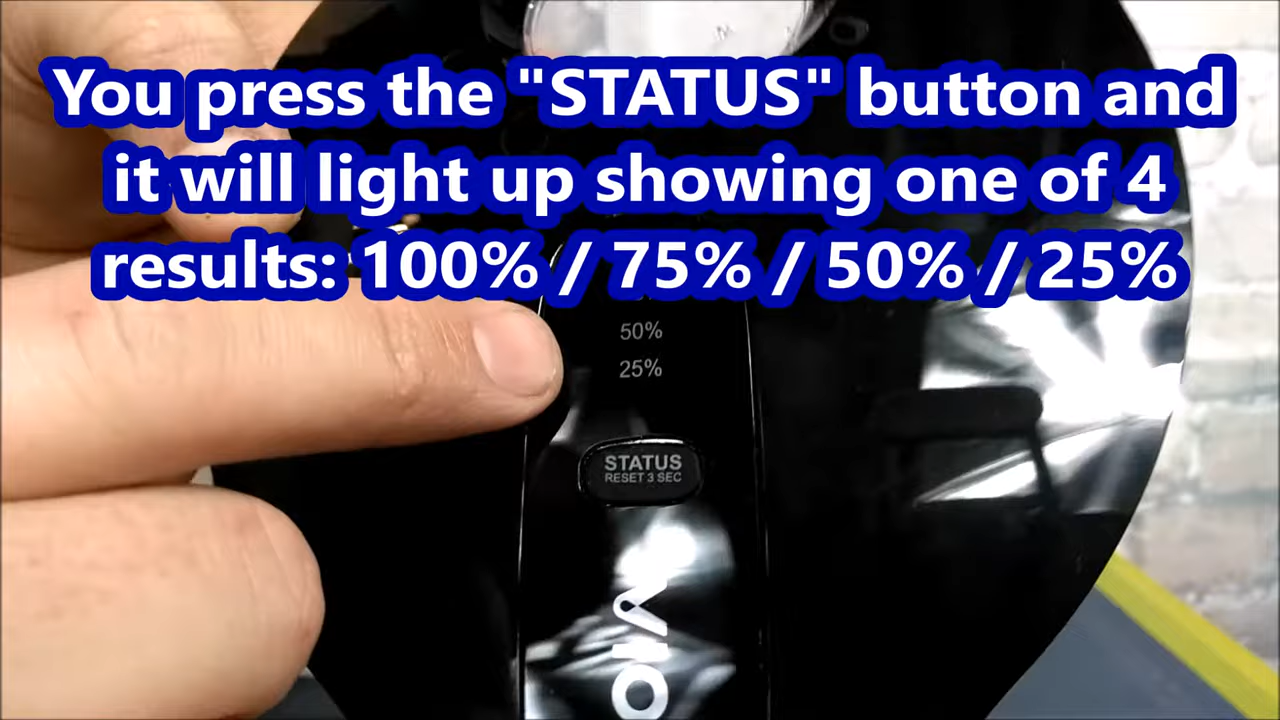 You press the "STATUS" button and
it will light up showing one of 4
results: 100% / 75% / 50% / 25%
50%
25%
STATUS
RESET 3 SEC